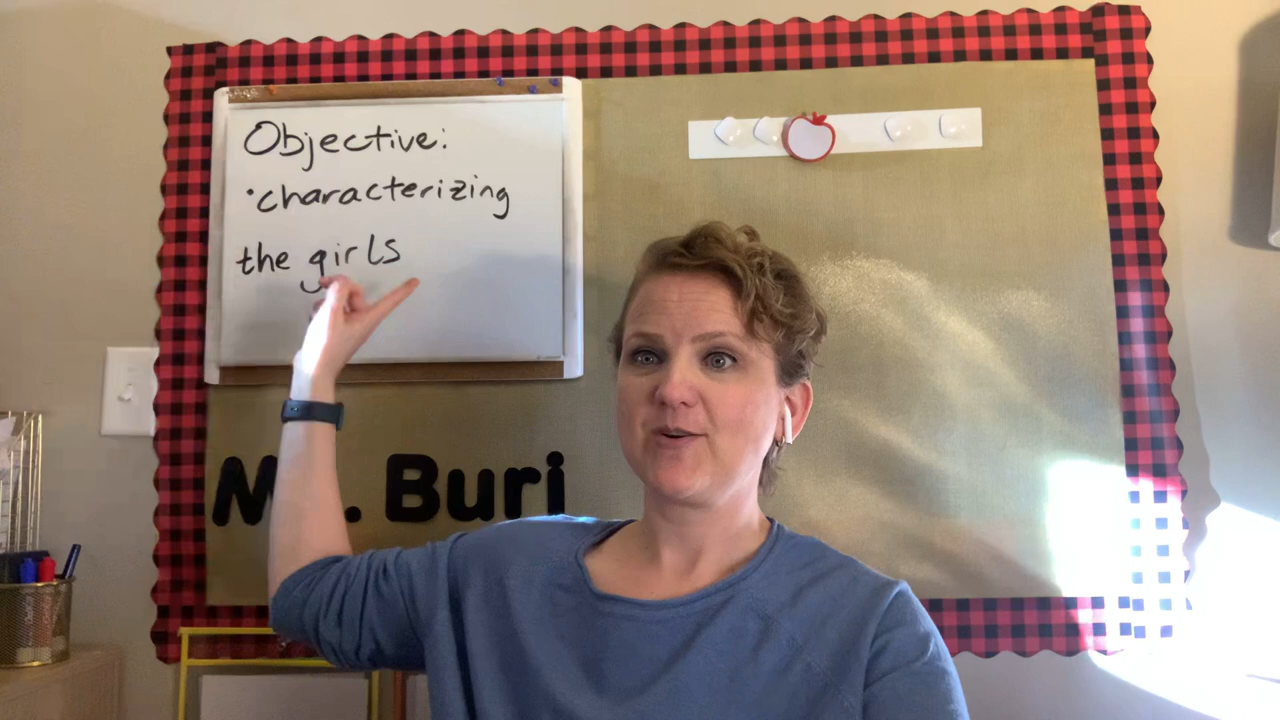 Objective:
•characterizing
the girls
Buri